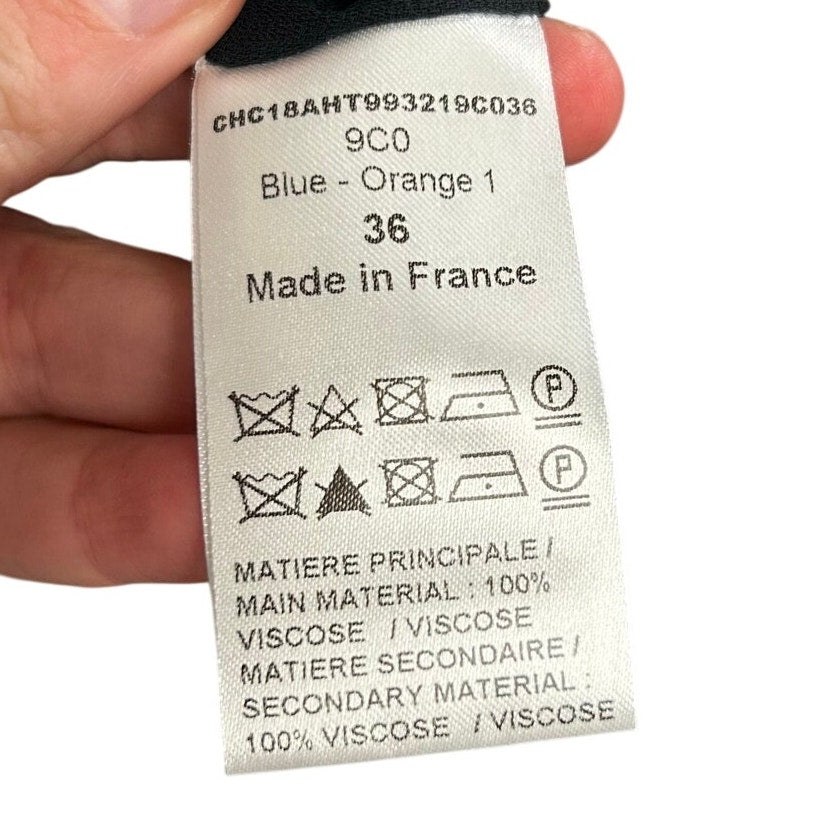 CHC18AHT993219C036
9C0
Blue - Orange 1
36
Made in France
P
P
MATIERE PRINCIPALE /
MAIN MATERIAL : 100%
VISCOSE / VISCOSE
MATIERE SECONDAIRE /
SECONDARY MATERIAL :
100% VISCOSE / VISCOSE